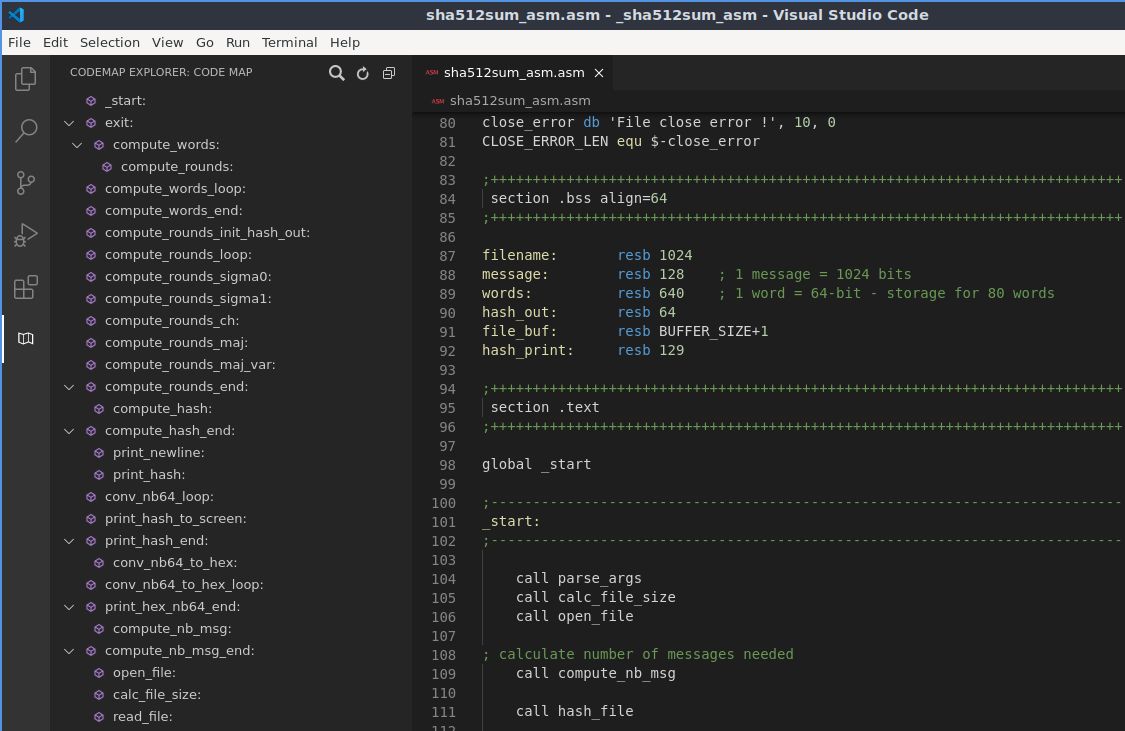 sha512sum_asm.asm - _sha512sum_asm - Visual Studio Code
File Edit Selection View Go Run Terminal Help
CODEMAP EXPLORER: CODE MAP
_start:
exit:
compute_words:
compute_rounds:
compute_words_loop:
compute_words_end:
compute_rounds_init_hash_out:
compute_rounds_loop:
compute_rounds_sigma0:
compute_rounds_sigma1:
compute_rounds_ch:
compute_rounds_maj:
compute_rounds_maj_var:
compute_rounds_end:
compute_hash:
compute_hash_end:
print_newline:
print_hash:
conv_nb64_loop:
print_hash_to_screen:
print_hash_end:
conv_nb64_to_hex:
conv_nb64_to_hex_loop:
print_hex_nb64_end:
compute_nb_msg:
compute_nb_msg_end:
open_file:
calc_file_size:
read_file:
ASM sha512sum_asm.asm
ASM sha512sum_asm.asm
80 close_error db 'File close error !', 10, 0
81 CLOSE_ERROR_LEN equ $-close_error
82
83 ;+++++++++++++++++++++++++++++++++++++++++++++++++++++++++++++++++++++++++++
84 section .bss align=64
85 ;+++++++++++++++++++++++++++++++++++++++++++++++++++++++++++++++++++++++++++
86
87 filename: resb 1024
88 message: resb 128 ; 1 message = 1024 bits
89 words: resb 640 ; 1 word = 64-bit - storage for 80 words
90 hash_out: resb 64
91 file_buf: resb BUFFER_SIZE+1
92 hash_print: resb 129
93
94 ;+++++++++++++++++++++++++++++++++++++++++++++++++++++++++++++++++++++++++++
95 section .text
96 ;+++++++++++++++++++++++++++++++++++++++++++++++++++++++++++++++++++++++++++
97
98 global _start
99
100 ;---------------------------------------------------------------------------
101 _start:
102 ;---------------------------------------------------------------------------
103
104 call parse_args
105 call calc_file_size
106 call open_file
107
108 ; calculate number of messages needed
109 call compute_nb_msg
110
111 call hash_file
112